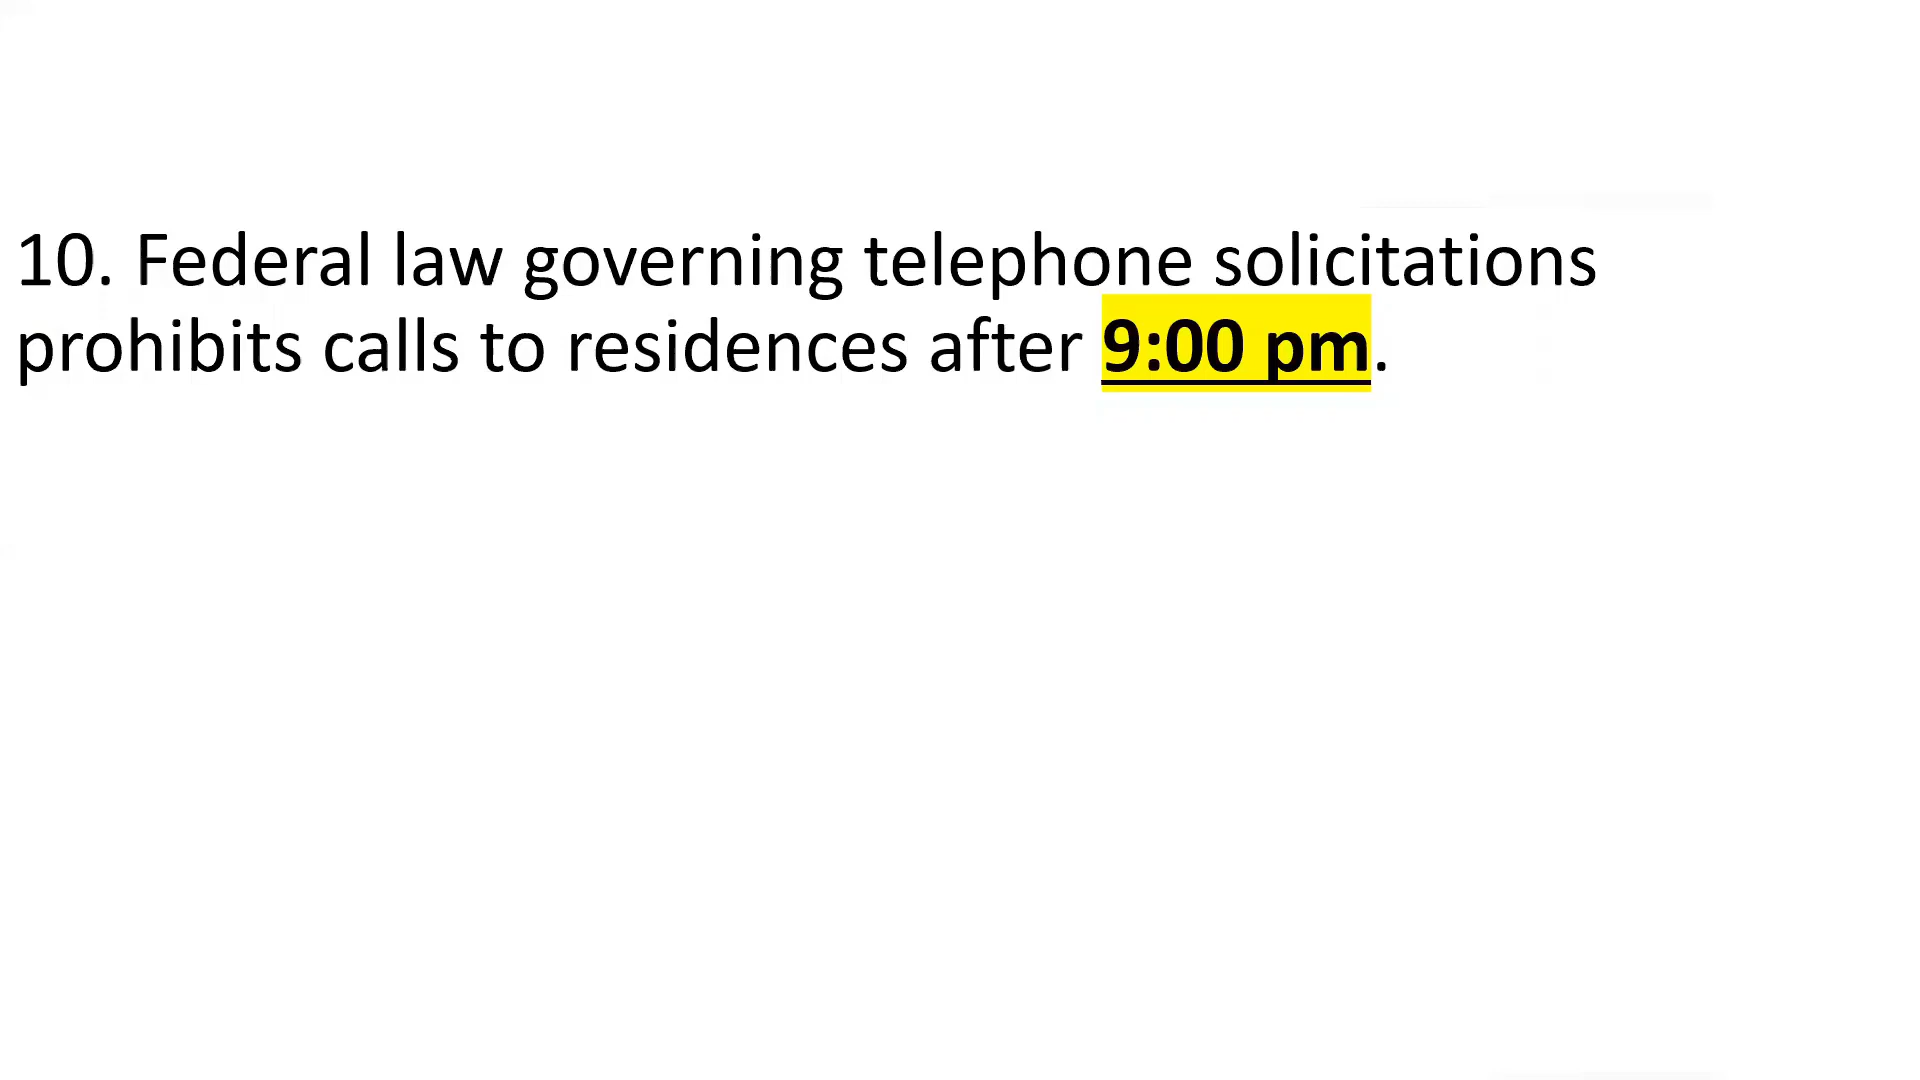 10. Federal law governing telephone solicitations
prohibits calls to residences after 9:00 pm.